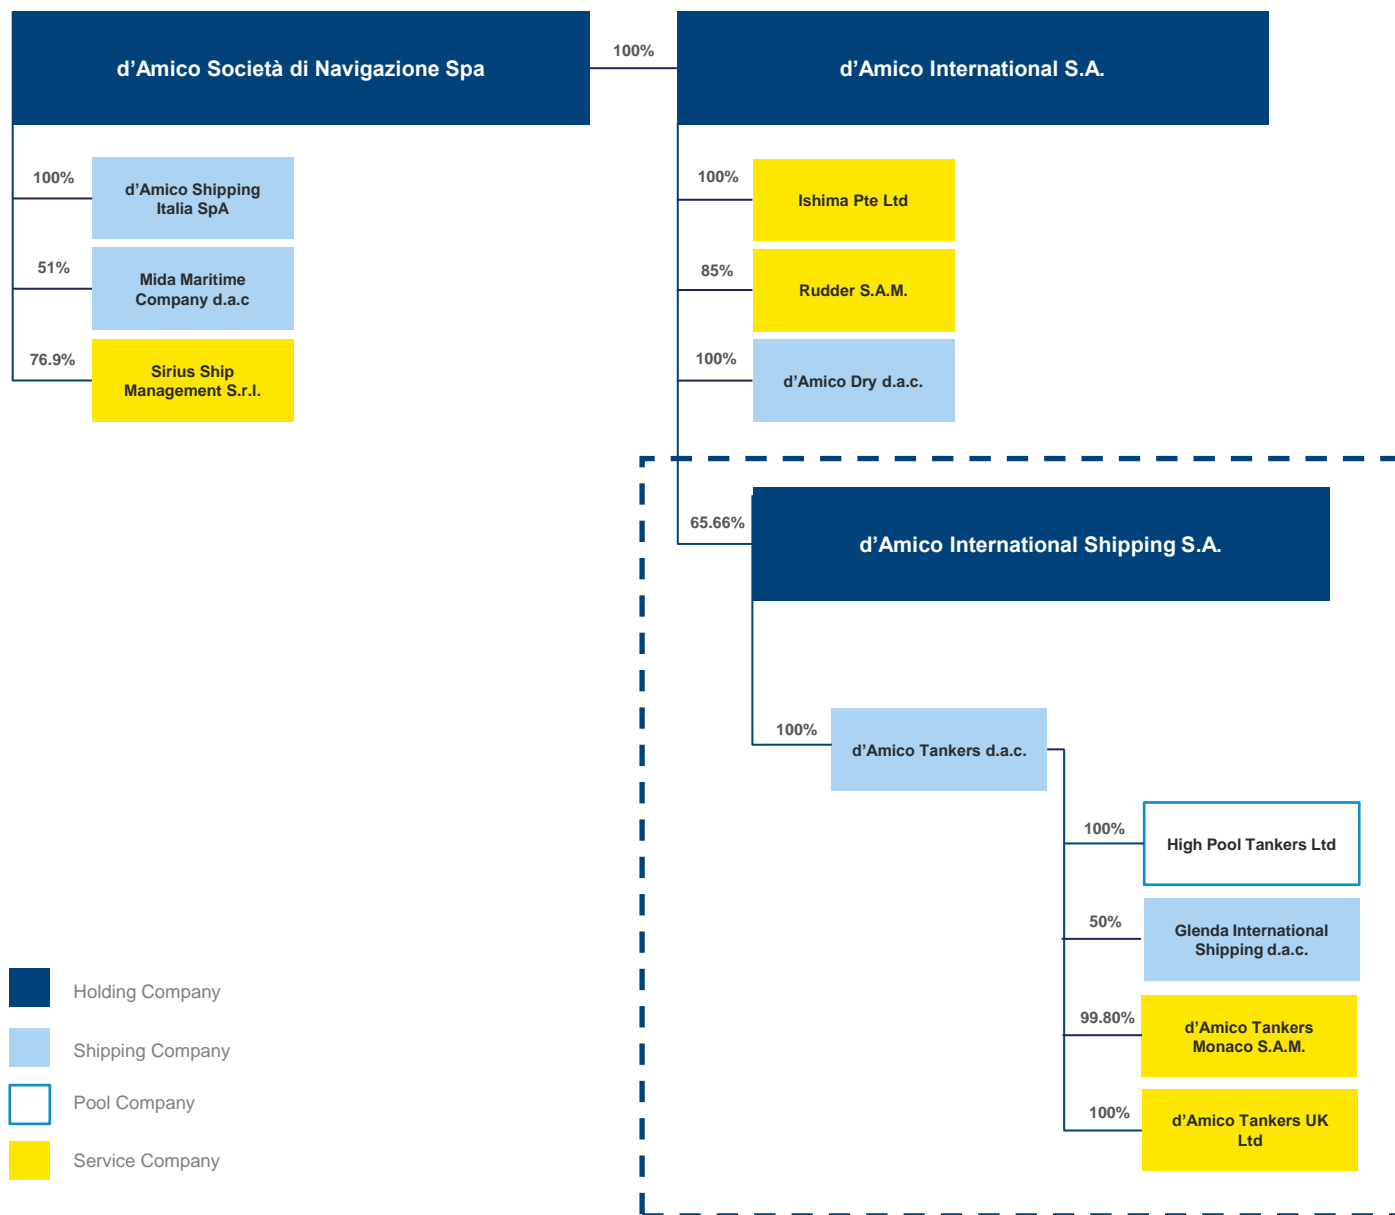 d’Amico Società di Navigazione Spa
100%
d’Amico International S.A.
100%
d’Amico Shipping
Italia SpA
51%
Mida Maritime
Company d.a.c
76.9%
Sirius Ship
Management S.r.l.
100%
Ishima Pte Ltd
85%
Rudder S.A.M.
100%
d’Amico Dry d.a.c.
65.66%
d’Amico International Shipping S.A.
100%
d’Amico Tankers d.a.c.
100%
High Pool Tankers Ltd
50%
Glenda International
Shipping d.a.c.
99.80%
d’Amico Tankers
Monaco S.A.M.
100%
d’Amico Tankers UK
Ltd
Holding Company
Shipping Company
Pool Company
Service Company